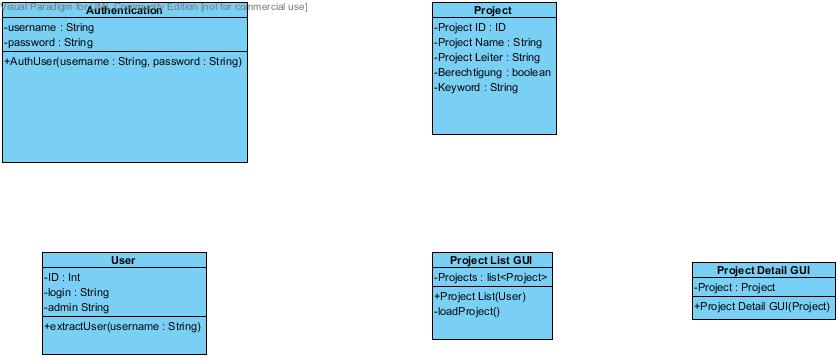 Visual Paradigm for UML Community Edition [not for commercial use]
Authentication
-username : String
-password : String
+AuthUser(username : String, password : String)
Project
-Project ID : ID
-Project Name : String
-Project Leiter : String
-Berechtigung : boolean
-Keyword : String
User
-ID : Int
-login : String
-admin String
+extractUser(username : String)
Project List GUI
-Projects : list<Project>
+Project List(User)
-loadProject()
Project Detail GUI
-Project : Project
+Project Detail GUI(Project)